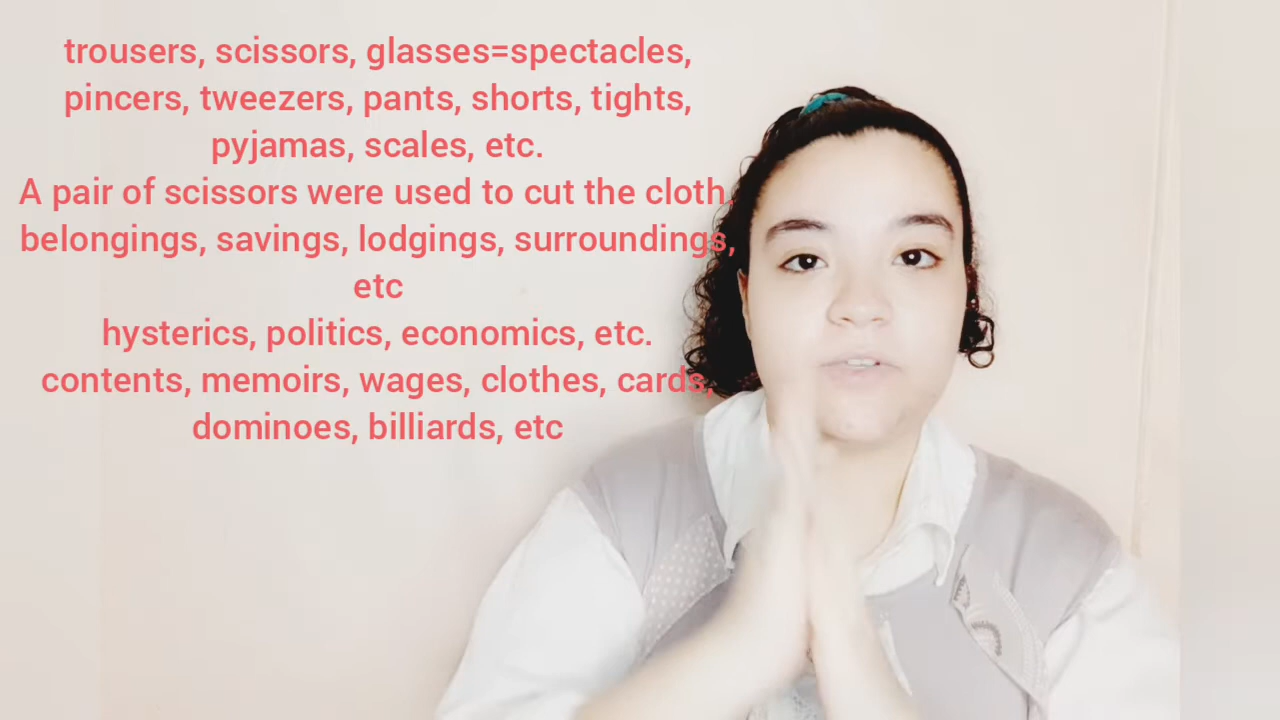 trousers, scissors, glasses=spectacles,
pincers, tweezers, pants, shorts, tights,
pyjamas, scales, etc.
A pair of scissors were used to cut the cloth,
belongings, savings, lodgings, surroundings,
etc
hysterics, politics, economics, etc.
contents, memoirs, wages, clothes, cards,
dominoes, billiards, etc